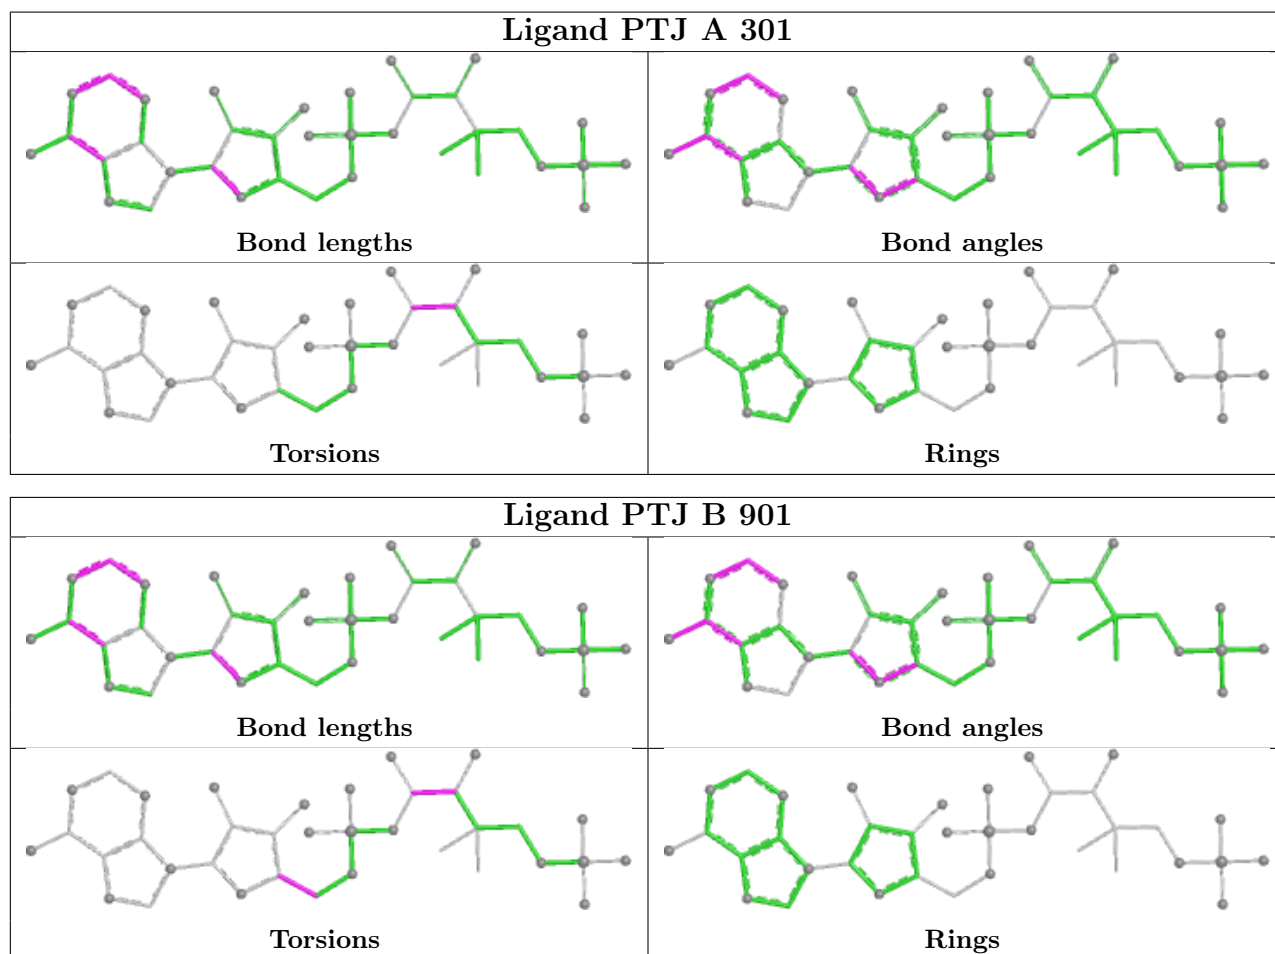 Ligand PTJ A 301
Bond lengths
Bond angles
Torsions
Rings
Ligand PTJ B 901
Bond lengths
Bond angles
Torsions
Rings